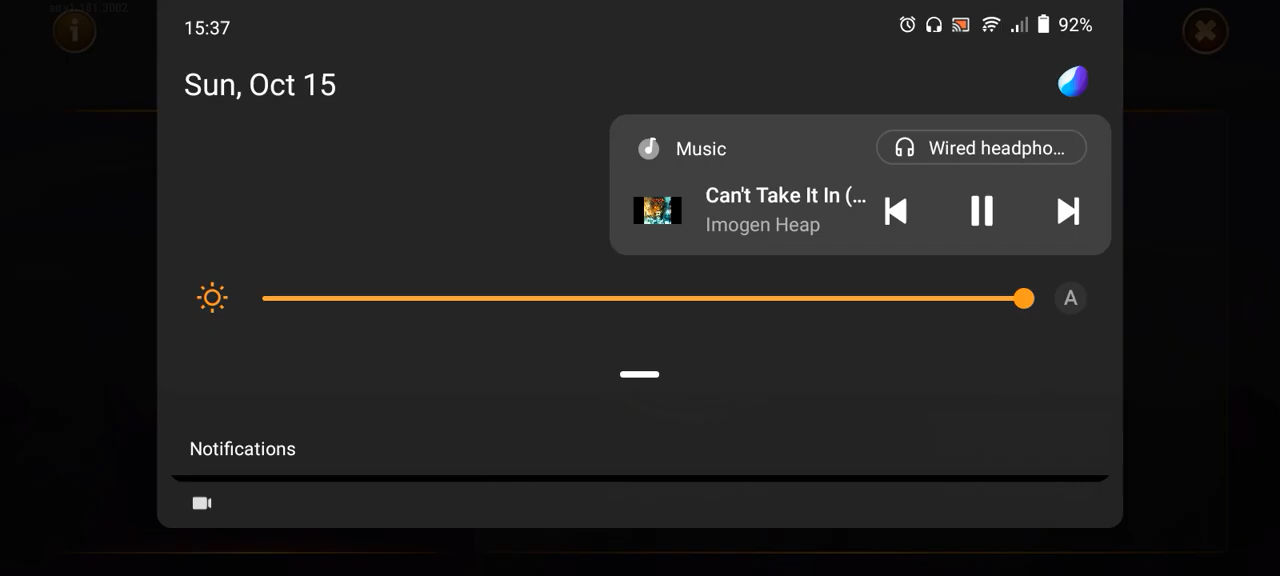 15:37
92%
Sun, Oct 15
Music
Wired headpho...
Can't Take It In (...
Imogen Heap
A
Notifications